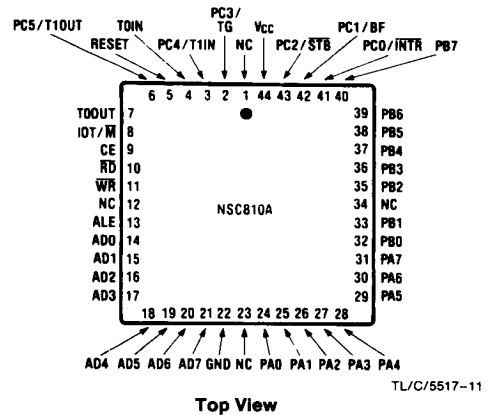 PC3/
PC5/T1OUT T0IN TG VCC PC1/BF
RESET PC4/T1IN NC PC2/STB PC0/INTR PB7
6 5 4 3 2 1 44 43 42 41 40
T0OUT 7 39 PB6
IOT/M 8 38 PB5
CE 9 37 PB4
RD 10 36 PB3
WR 11 35 PB2
NC 12 NSC810A 34 NC
ALE 13 33 PB1
AD0 14 32 PB0
AD1 15 31 PA7
AD2 16 30 PA6
AD3 17 29 PA5
18 19 20 21 22 23 24 25 26 27 28
AD4 AD5 AD6 AD7 GND NC PA0 PA1 PA2 PA3 PA4
TL/C/5517-11
Top View